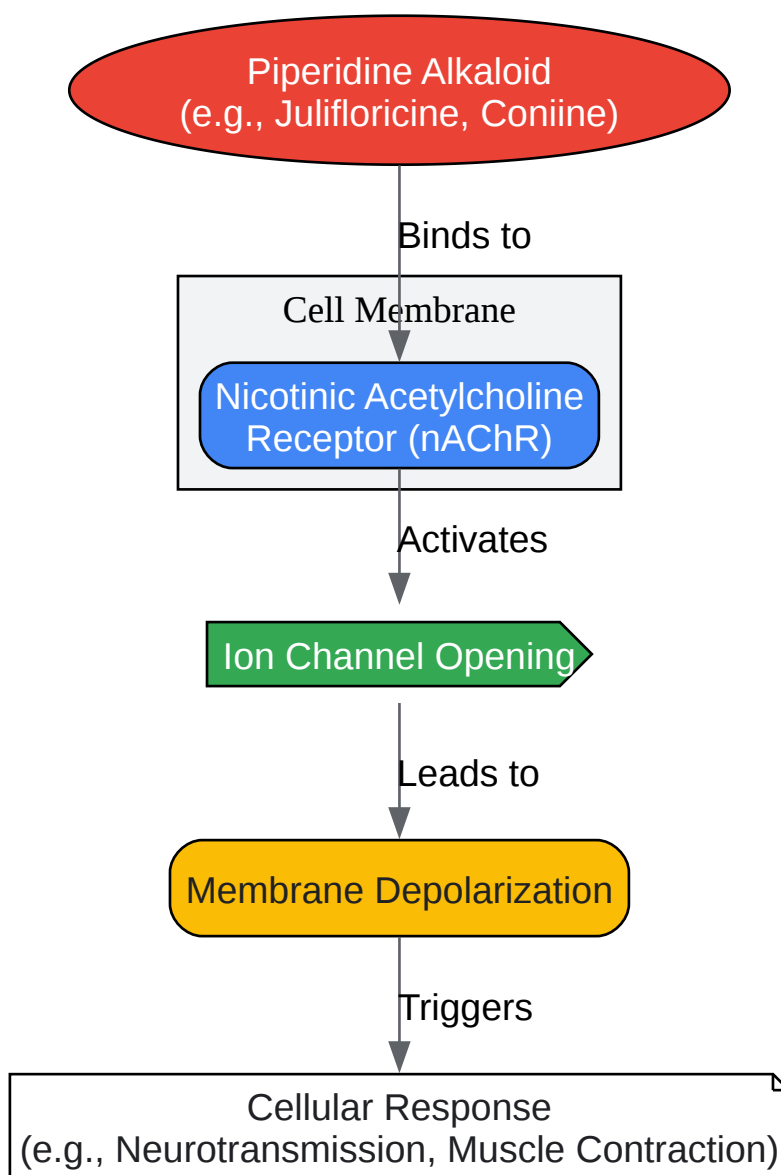 Piperidine Alkaloid
(e.g., Julifloricine, Coniine)
Binds to
Cell Membrane
Nicotinic Acetylcholine
Receptor (nAChR)
Activates
Ion Channel Opening
Leads to
Membrane Depolarization
Triggers
Cellular Response
(e.g., Neurotransmission, Muscle Contraction)